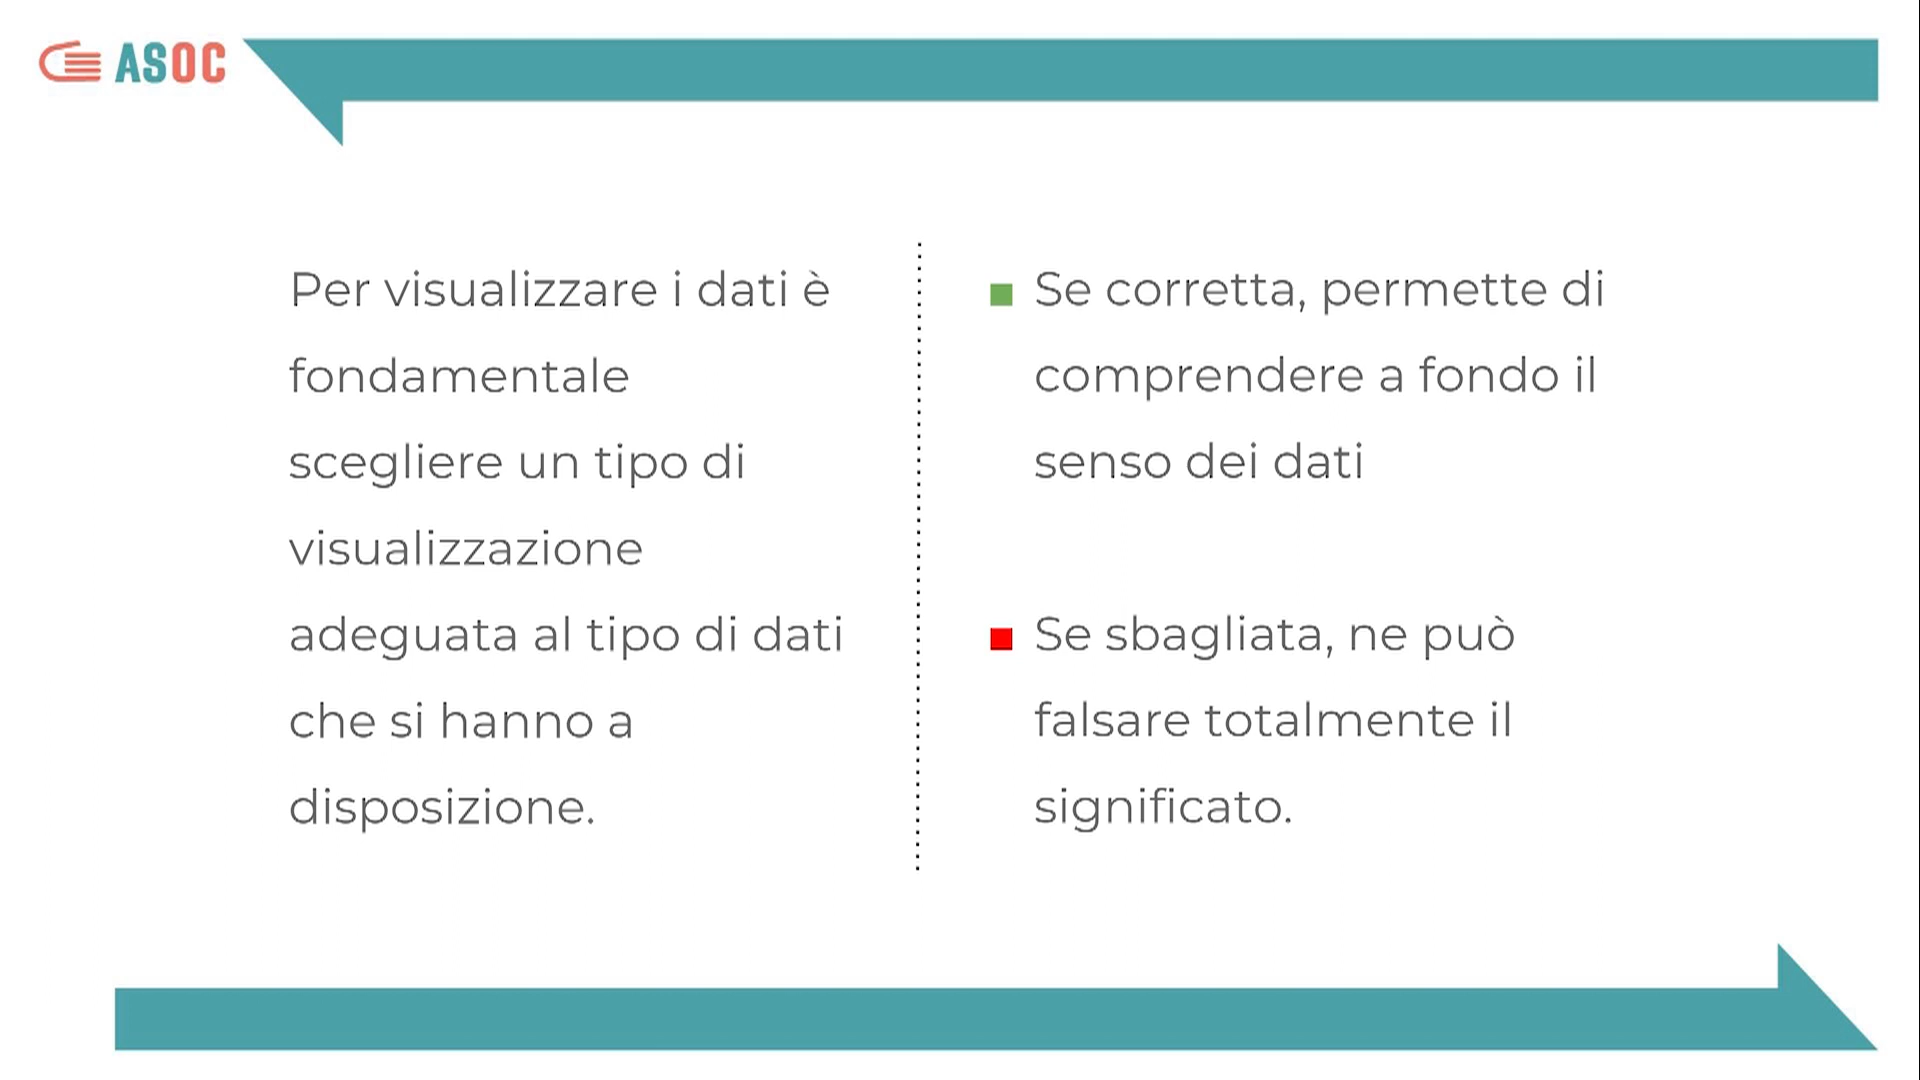 ASOC
Per visualizzare i dati è
fondamentale
scegliere un tipo di
visualizzazione
adeguata al tipo di dati
che si hanno a
disposizione.
Se corretta, permette di
comprendere a fondo il
senso dei dati
Se sbagliata, ne può
falsare totalmente il
significato.